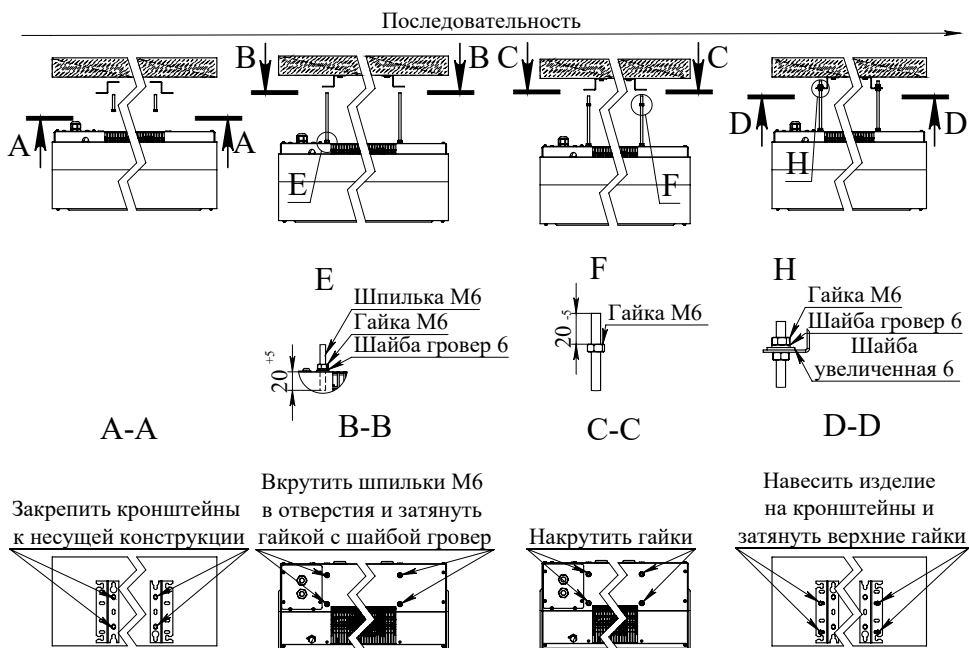 Последовательность
A
A
B
B
E
C
C
F
D
D
H
E
Шпилька М6
Гайка М6
Шайба гровер 6
20 +5
F
Гайка М6
20 -5
H
Гайка М6
Шайба гровер 6
Шайба
увеличенная 6
A-A
B-B
C-C
D-D
Закрепить кронштейны
к несущей конструкции
Вкрутить шпильки М6
в отверстия и затянуть
гайкой с шайбой гровер
Накрутить гайки
Навесить изделие
на кронштейны и
затянуть верхние гайки